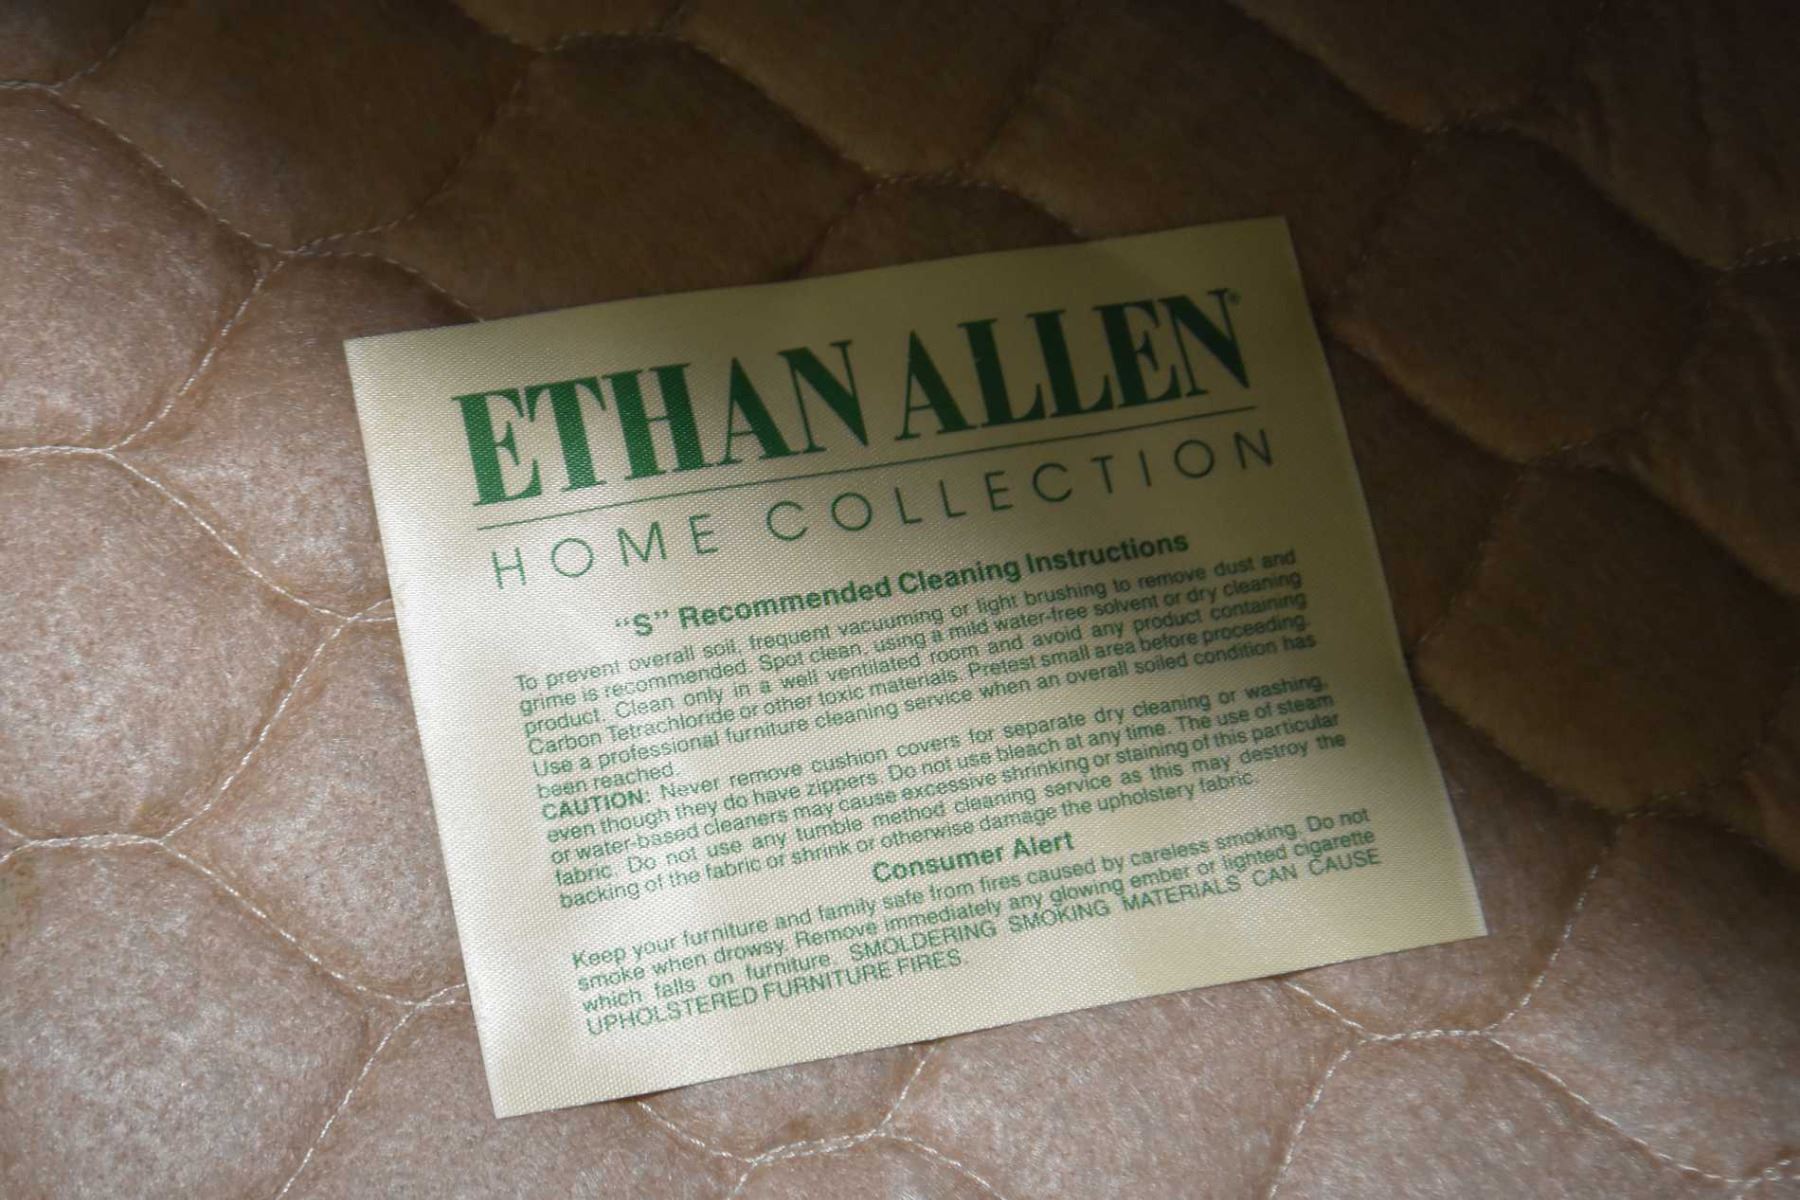 ETHAN ALLEN®
HOME COLLECTION
"S" Recommended Cleaning Instructions
To prevent overall soil, frequent vacuuming or light brushing to remove dust and
grime is recommended. Spot clean, using a mild water-free solvent or dry cleaning
product. Clean only in a well ventilated room and avoid any product containing
Carbon Tetrachloride or other toxic materials. Pretest small area before proceeding.
Use a professional furniture cleaning service when an overall soiled condition has
been reached.
CAUTION: Never remove cushion covers for separate dry cleaning or washing,
even though they do have zippers. Do not use bleach at any time. The use of steam
or water-based cleaners may cause excessive shrinking or staining of this particular
fabric. Do not use any tumble method cleaning service as this may destroy the
backing of the fabric or shrink or otherwise damage the upholstery fabric.
Consumer Alert
Keep your furniture and family safe from fires caused by careless smoking. Do not
smoke when drowsy. Remove immediately any glowing ember or lighted cigarette
which falls on furniture. SMOLDERING SMOKING MATERIALS CAN CAUSE
UPHOLSTERED FURNITURE FIRES.